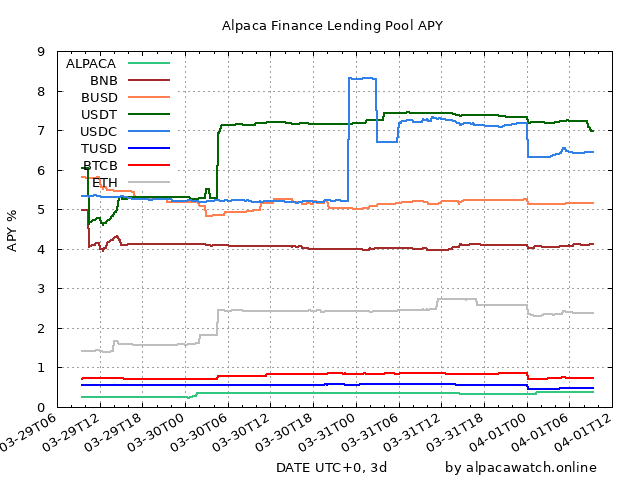 Alpaca Finance Lending Pool APY
9
8
7
6
5
4
3
2
1
0
APY %
ALPACA
BNB
BUSD
USDT
USDC
TUSD
BTCB
ETH
03-29T06
03-29T12
03-29T18
03-30T00
03-30T06
03-30T12
03-30T18
03-31T00
03-31T06
03-31T12
03-31T18
04-01T00
04-01T06
04-01T12
DATE UTC+0, 3d
by alpacawatch.online